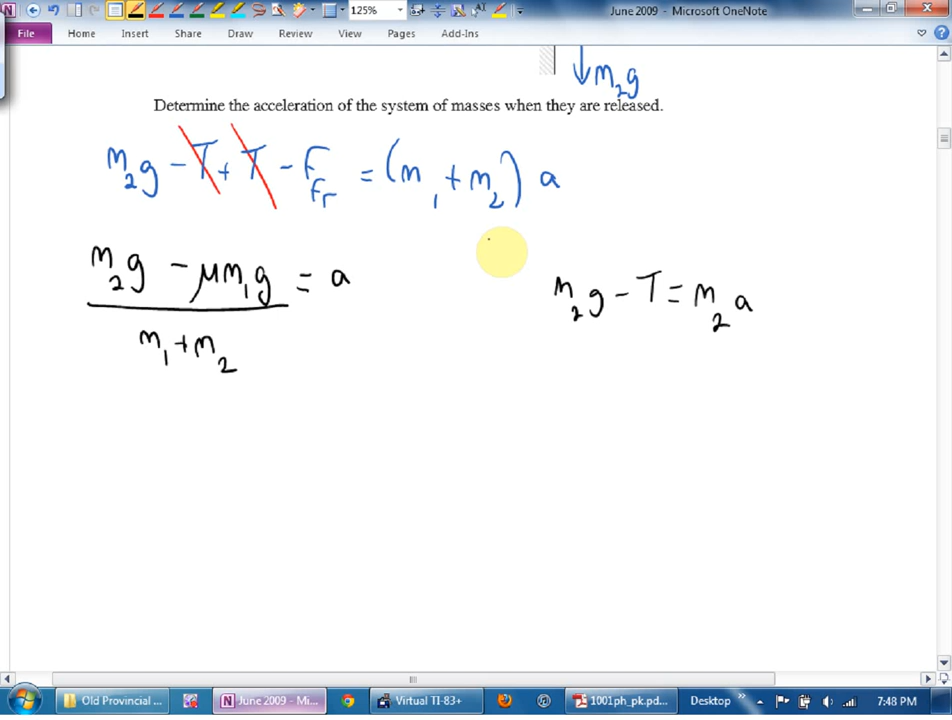 June 2009 - Microsoft OneNote
125%
File Home Insert Share Draw Review View Pages Add-Ins
m₂g
Determine the acceleration of the system of masses when they are released.
m₂g - T + T - F_Fr = (m₁ + m₂) a
m₂g - μm₁g = a
m₁ + m₂
m₂g - T = m₂a
Old Provincial ... June 2009 - Mi... Virtual TI-83+ 1001ph_pk.pd... Desktop 7:48 PM